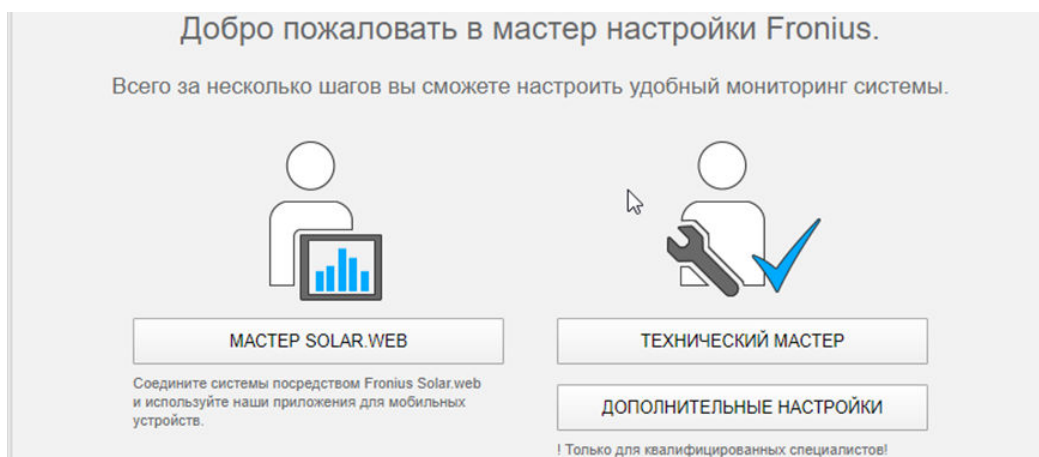 Добро пожаловать в мастер настройки Fronius.
Всего за несколько шагов вы сможете настроить удобный мониторинг системы.
МАСТЕР SOLAR.WEB
Соедините системы посредством Fronius Solar.web
и используйте наши приложения для мобильных
устройств.
ТЕХНИЧЕСКИЙ МАСТЕР
ДОПОЛНИТЕЛЬНЫЕ НАСТРОЙКИ
! Только для квалифицированных специалистов!